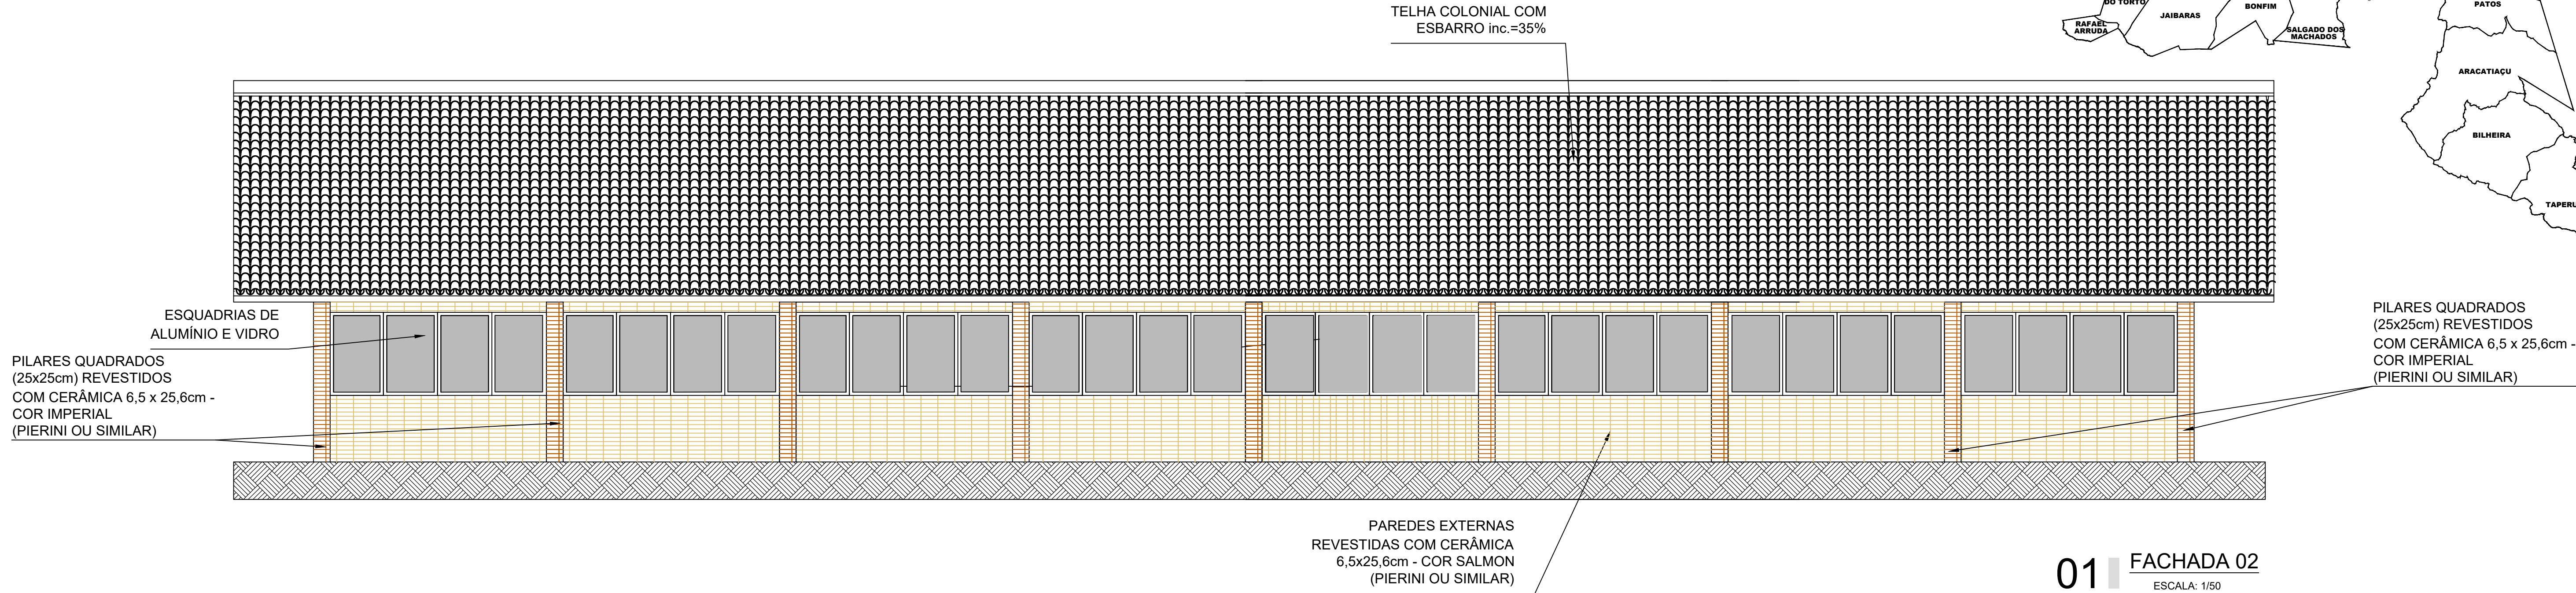 TELHA COLONIAL COM
ESBARRO inc.=35%
DO TORTO
RAFAEL
ARRUDA
JAIBARAS
BONFIM
SALGADO DOS
MACHADOS
PATOS
ARACATIAÇU
BILHEIRA
ESQUADRIAS DE
ALUMÍNIO E VIDRO
PILARES QUADRADOS
(25x25cm) REVESTIDOS
COM CERÂMICA 6,5 x 25,6cm -
COR IMPERIAL
(PIERINI OU SIMILAR)
PILARES QUADRADOS
(25x25cm) REVESTIDOS
COM CERÂMICA 6,5 x 25,6cm -
COR IMPERIAL
(PIERINI OU SIMILAR)
PAREDES EXTERNAS
REVESTIDAS COM CERÂMICA
6,5x25,6cm - COR SALMON
(PIERINI OU SIMILAR)
01
FACHADA 02
ESCALA: 1/50